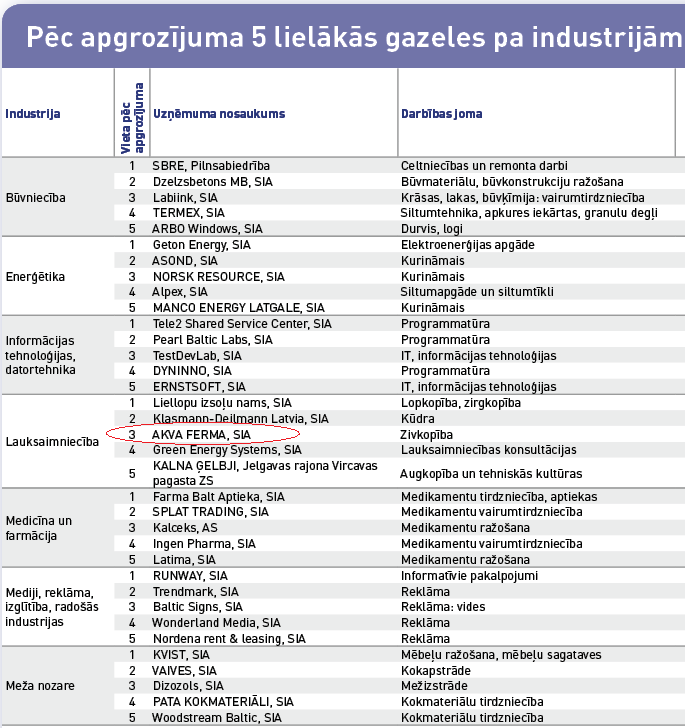 Pēc apgrozījuma 5 lielākās gazeles pa industrijām
Industrija Vieta pēc apgrozījuma Uzņēmuma nosaukums Darbības joma
Būvniecība
1 SBRE, Pilnsabiedrība Celtniecības un remonta darbi
2 Dzelzsbetons MB, SIA Būvmateriālu, būvkonstrukciju ražošana
3 Labiink, SIA Krāsas, lakas, būvķīmija: vairumtirdzniecība
4 TERMEX, SIA Siltumtehnika, apkures iekārtas, granulu degļi
5 ARBO Windows, SIA Durvis, logi
Enerģētika
1 Geton Energy, SIA Elektroenerģijas apgāde
2 ASOND, SIA Kurināmais
3 NORSK RESOURCE, SIA Kurināmais
4 Alpex, SIA Siltumapgāde un siltumtīkli
5 MANCO ENERGY LATGALE, SIA Kurināmais
Informācijas
tehnoloģijas,
datortehnika
1 Tele2 Shared Service Center, SIA Programmatūra
2 Pearl Baltic Labs, SIA Programmatūra
3 TestDevLab, SIA IT, informācijas tehnoloģijas
4 DYNINNO, SIA Programmatūra
5 ERNSTSOFT, SIA IT, informācijas tehnoloģijas
Lauksaimniecība
1 Liellopu izsoļu nams, SIA Lopkopība, zirgkopība
2 Klasmann-Deilmann Latvia, SIA Kūdra
3 AKVA FERMA, SIA Zivkopība
4 Green Energy Systems, SIA Lauksaimniecības konsultācijas
5 KALNA ĢELBJI, Jelgavas rajona Vircavas
pagasta ZS Augkopība un tehniskās kultūras
Medicīna un
farmācija
1 Farma Balt Aptieka, SIA Medikamentu tirdzniecība, aptiekas
2 SPLAT TRADING, SIA Medikamentu vairumtirdzniecība
3 Kalceks, AS Medikamentu ražošana
4 Ingen Pharma, SIA Medikamentu vairumtirdzniecība
5 Latima, SIA Medikamentu ražošana
Mediji, reklāma,
izglītība, radošās
industrijas
1 RUNWAY, SIA Informatīvie pakalpojumi
2 Trendmark, SIA Reklāma
3 Baltic Signs, SIA Reklāma: vides
4 Wonderland Media, SIA Reklāma
5 Nordena rent & leasing, SIA Reklāma
Meža nozare
1 KVIST, SIA Mēbeļu ražošana, mēbeļu sagataves
2 VAIVES, SIA Kokapstrāde
3 Dizozols, SIA Mežizstrāde
4 PATA KOKMATERIĀLI, SIA Kokmateriālu tirdzniecība
5 Woodstream Baltic, SIA Kokmateriālu tirdzniecība